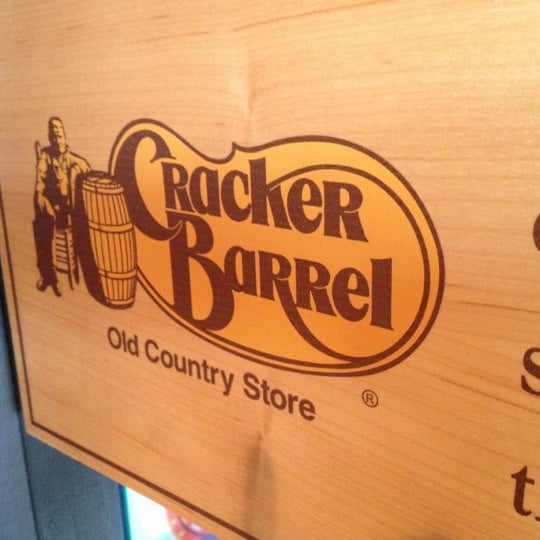 Cracker
Barrel
Old Country Store
®